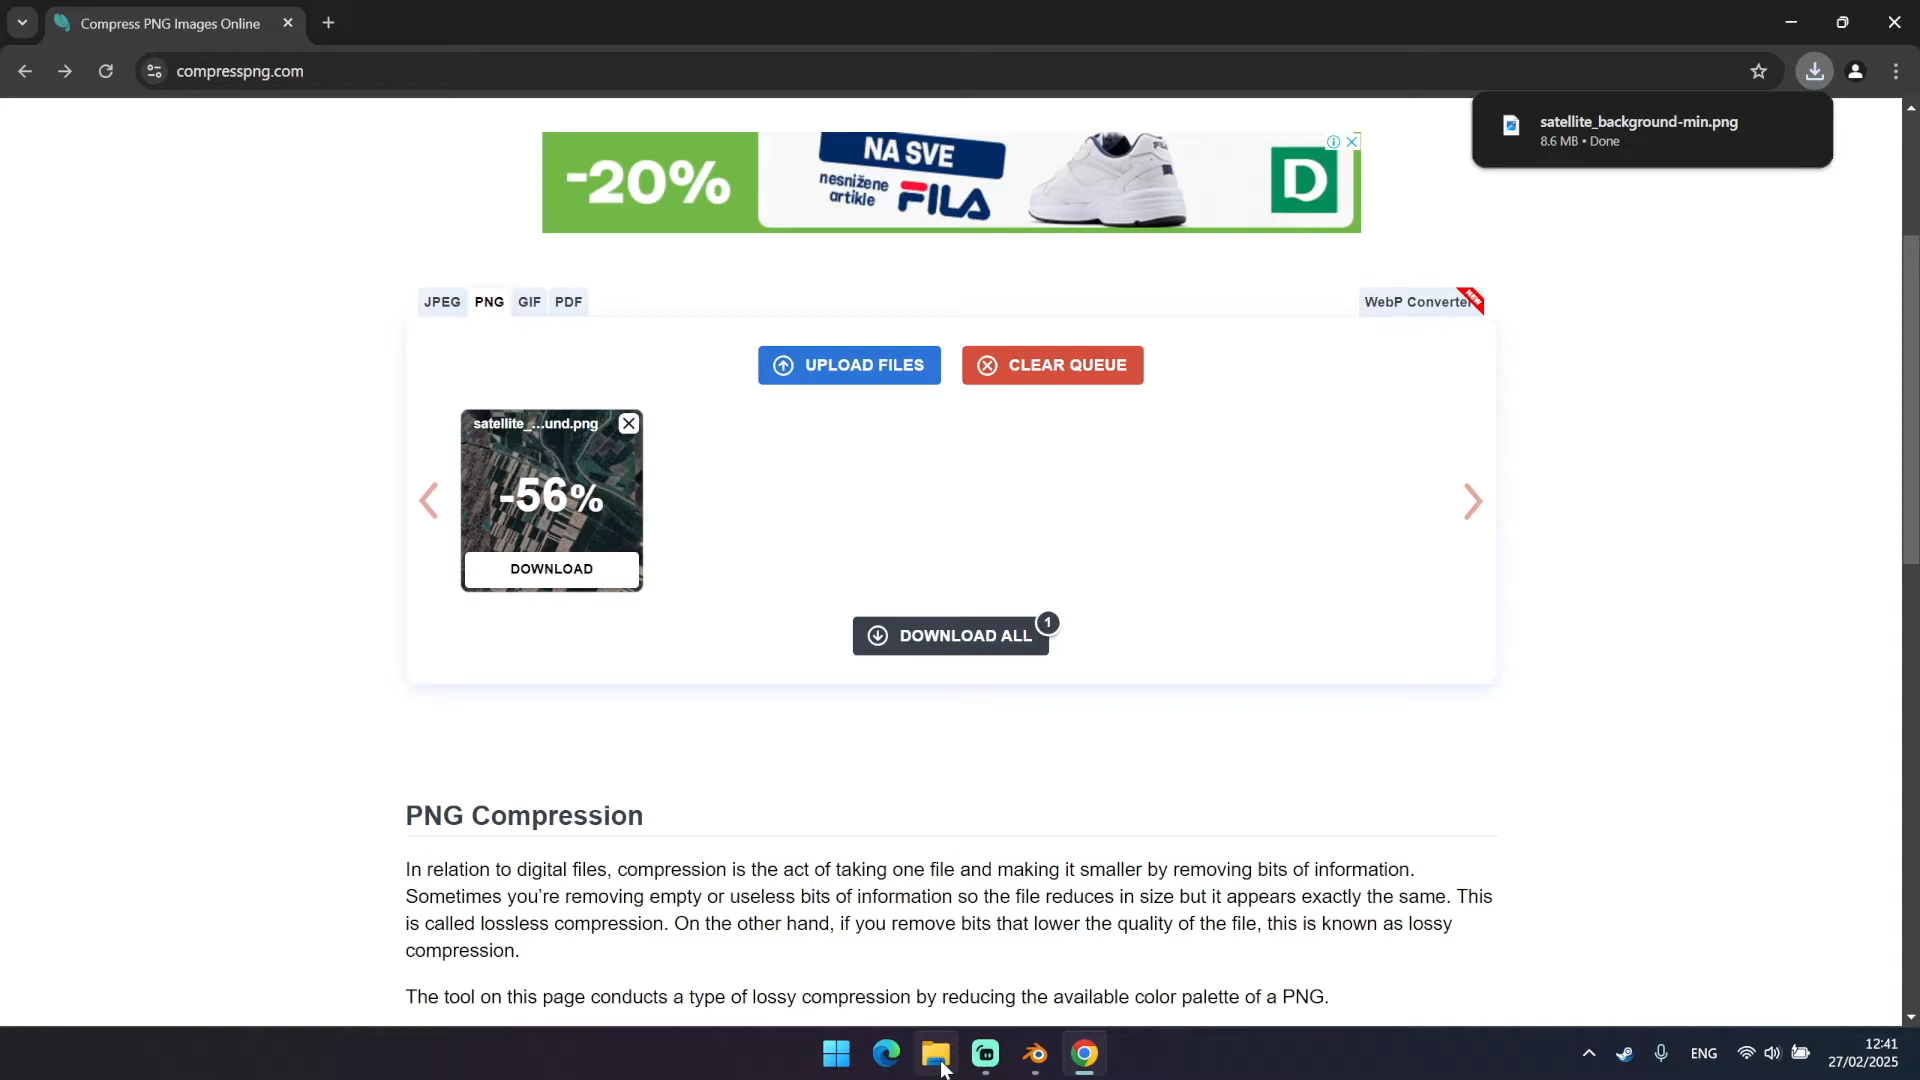 Compress PNG Images Online
compresspng.com
satellite_background-min.png
8.6 MB • Done
-20%
NA SVE
nesnižene
artikle
FILA
D
JPEG
PNG
GIF
PDF
WebP Converter
NEW
UPLOAD FILES
CLEAR QUEUE
satellite_...und.png
-56%
DOWNLOAD
DOWNLOAD ALL
1
PNG Compression
In relation to digital files, compression is the act of taking one file and making it smaller by removing bits of information.
Sometimes you’re removing empty or useless bits of information so the file reduces in size but it appears exactly the same. This
is called lossless compression. On the other hand, if you remove bits that lower the quality of the file, this is known as lossy
compression.
The tool on this page conducts a type of lossy compression by reducing the available color palette of a PNG.
ENG
12:41
27/02/2025